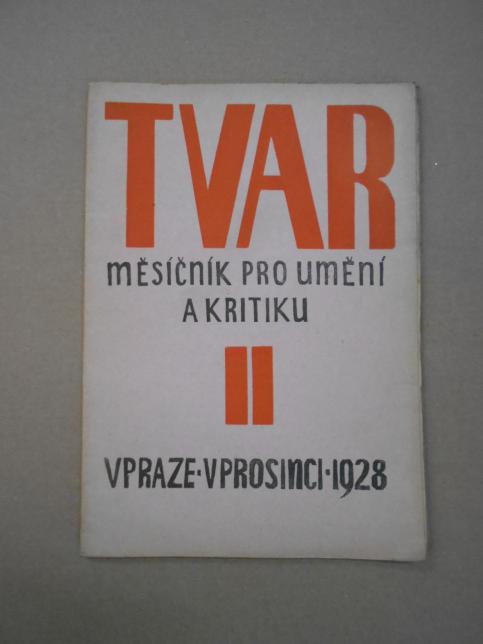 TVAR
MĚSÍČNÍK PRO UMĚNÍ
A KRITIKU
II
V PRAZE·V PROSINCI·1928